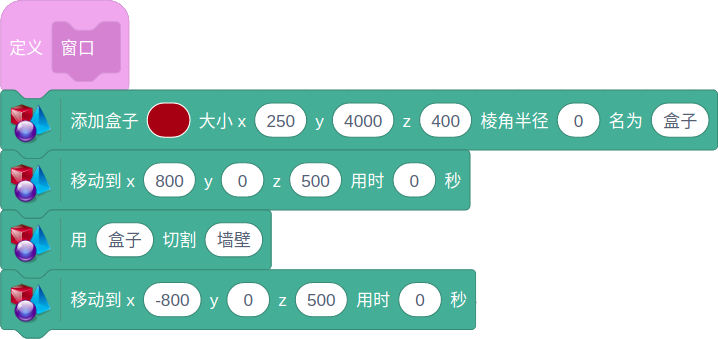 定义 窗口
添加盒子 大小 x 250 y 4000 z 400 棱角半径 0 名为 盒子
移动到 x 800 y 0 z 500 用时 0 秒
用 盒子 切割 墙壁
移动到 x -800 y 0 z 500 用时 0 秒